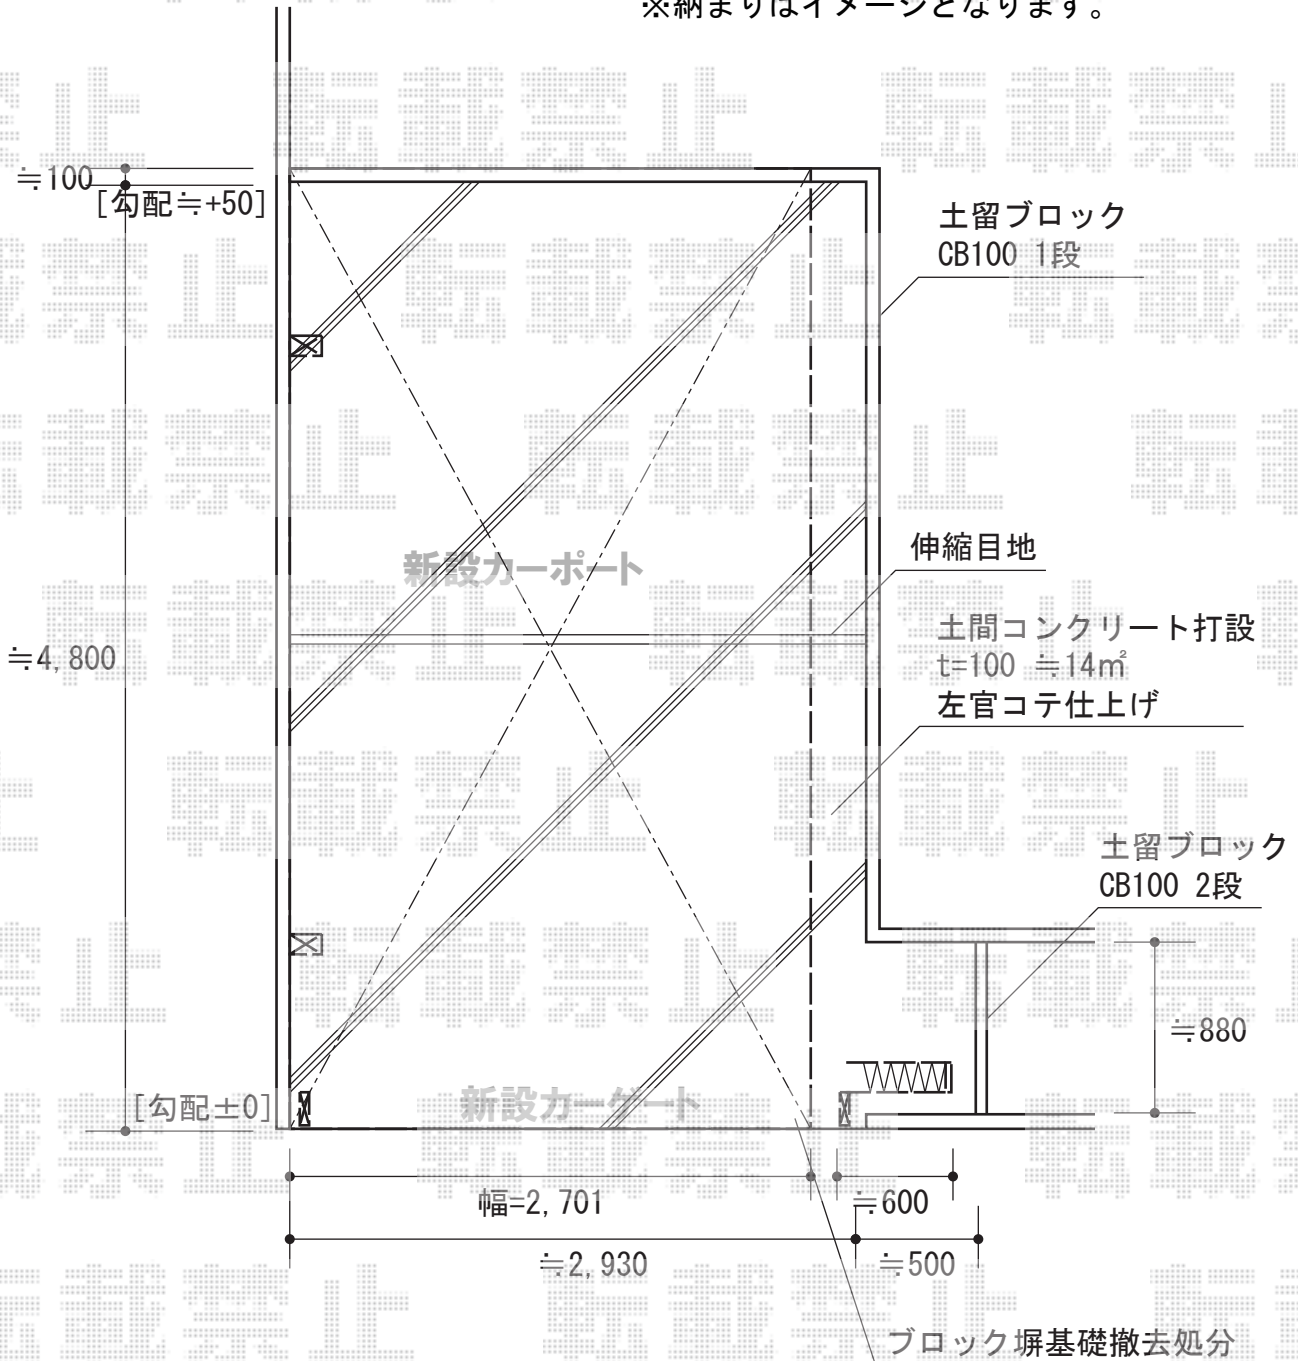 ※納まりはイメージとなります。
≒100
[勾配≒+50]
土留ブロック
CB100 1段
新設カーポート
伸縮目地
≒4,800
土間コンクリート打設
t=100 ≒14㎡
左官コテ仕上げ
土留ブロック
CB100 2段
≒880
[勾配±0]
新設カーゲート
幅=2,701
≒600
≒2,930
≒500
ブロック塀基礎撤去処分
転載禁止